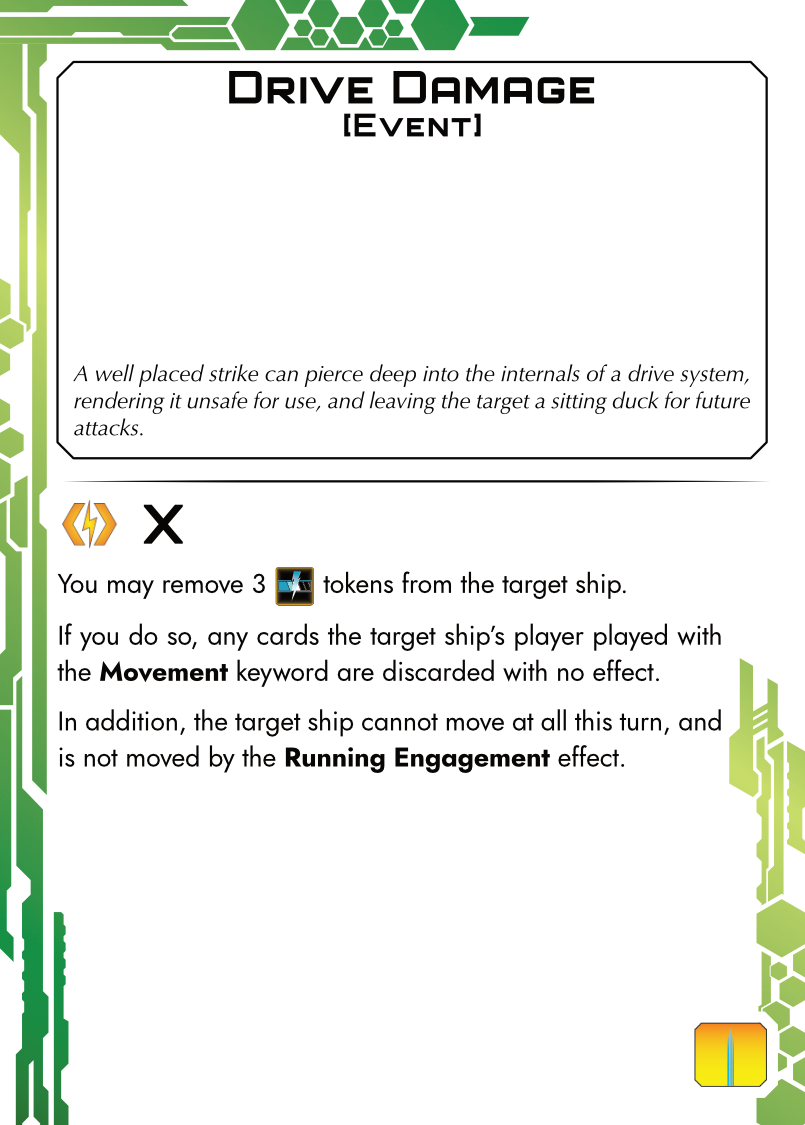 Drive Damage
[Event]
A well placed strike can pierce deep into the internals of a drive system,
rendering it unsafe for use, and leaving the target a sitting duck for future
attacks.
X
You may remove 3 tokens from the target ship.
If you do so, any cards the target ship's player played with
the Movement keyword are discarded with no effect.
In addition, the target ship cannot move at all this turn, and
is not moved by the Running Engagement effect.